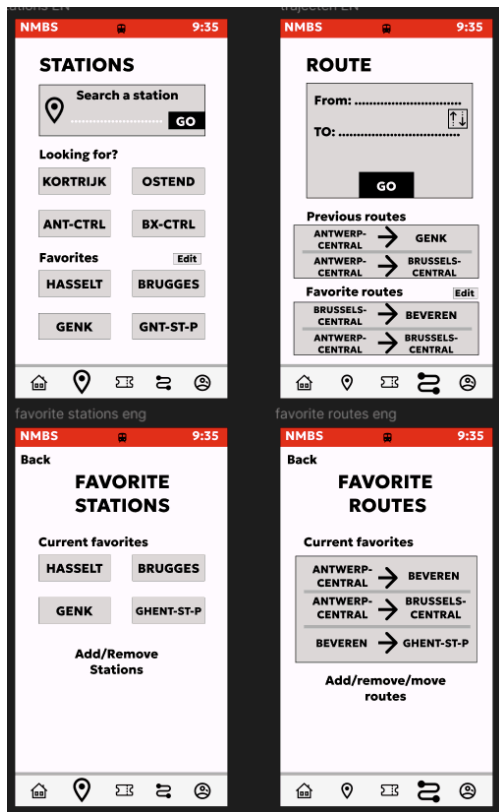 trajecten EN
NMBS 9:35
STATIONS
Search a station
........................
GO
Looking for?
KORTRIJK OSTEND
ANT-CTRL BX-CTRL
Favorites Edit
HASSELT BRUGGES
GENK GNT-ST-P
NMBS 9:35
ROUTE
From: ..............................
TO: ..................................
GO
Previous routes
ANTWERP-
CENTRAL
GENK
ANTWERP-
CENTRAL
BRUSSELS-
CENTRAL
Favorite routes Edit
BRUSSELS-
CENTRAL
BEVEREN
ANTWERP-
CENTRAL
BRUSSELS-
CENTRAL
favorite stations eng
NMBS 9:35
Back
FAVORITE
STATIONS
Current favorites
HASSELT BRUGGES
GENK GHENT-ST-P
Add/Remove
Stations
favorite routes eng
NMBS 9:35
Back
FAVORITE
ROUTES
Current favorites
ANTWERP-
CENTRAL
BEVEREN
ANTWERP-
CENTRAL
BRUSSELS-
CENTRAL
BEVEREN GHENT-ST-P
Add/remove/move
routes